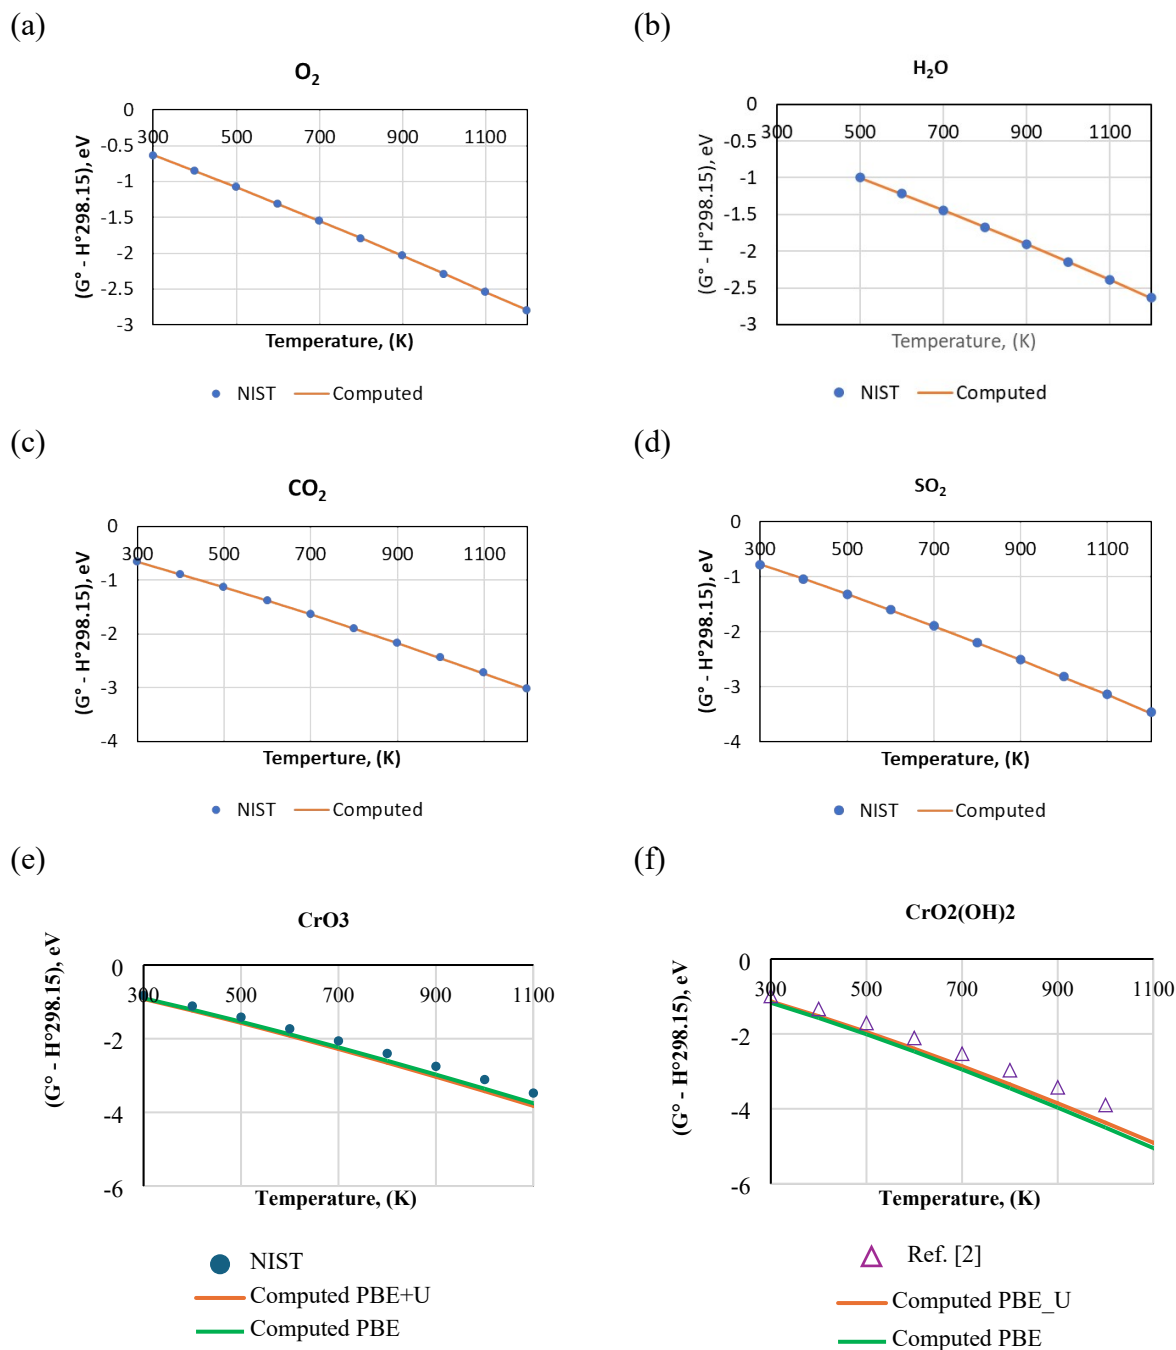 (a)
O2
0
300 500 700 900 1100
-0.5
-1
-1.5
-2
-2.5
-3
(G° - H°298.15), eV
Temperature, (K)
NIST Computed
(b)
H2O
0
300 500 700 900 1100
-0.5
-1
-1.5
-2
-2.5
-3
(G° - H°298.15), eV
Temperature, (K)
NIST Computed
(c)
CO2
0
300 500 700 900 1100
-1
-2
-3
-4
(G° - H°298.15), eV
Temperture, (K)
NIST Computed
(d)
SO2
0
300 500 700 900 1100
-1
-2
-3
-4
(G° - H°298.15), eV
Temperature, (K)
NIST Computed
(e)
CrO3
0
300 500 700 900 1100
-2
-4
-6
(G° - H°298.15), eV
Temperature, (K)
NIST
Computed PBE+U
Computed PBE
(f)
CrO2(OH)2
0
300 500 700 900 1100
-2
-4
-6
(G° - H°298.15), eV
Temperature, (K)
Ref. [2]
Computed PBE_U
Computed PBE